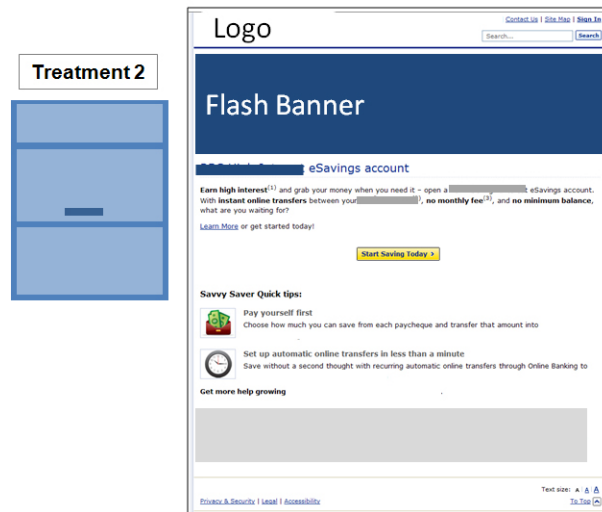 Treatment 2
Logo
Contact Us | Site Map | Sign In
Search... Search
Flash Banner
eSavings account
Earn high interest(1) and grab your money when you need it – open a t eSavings account.
With instant online transfers between your ), no monthly fee(3), and no minimum balance,
what are you waiting for?
Learn More or get started today!
Start Saving Today ›
Savvy Saver Quick tips:
Pay yourself first
Choose how much you can save from each paycheque and transfer that amount into
Set up automatic online transfers in less than a minute
Save without a second thought with recurring automatic online transfers through Online Banking to
Get more help growing
Text size: A | A | A
Privacy & Security | Legal | Accessibility
To Top